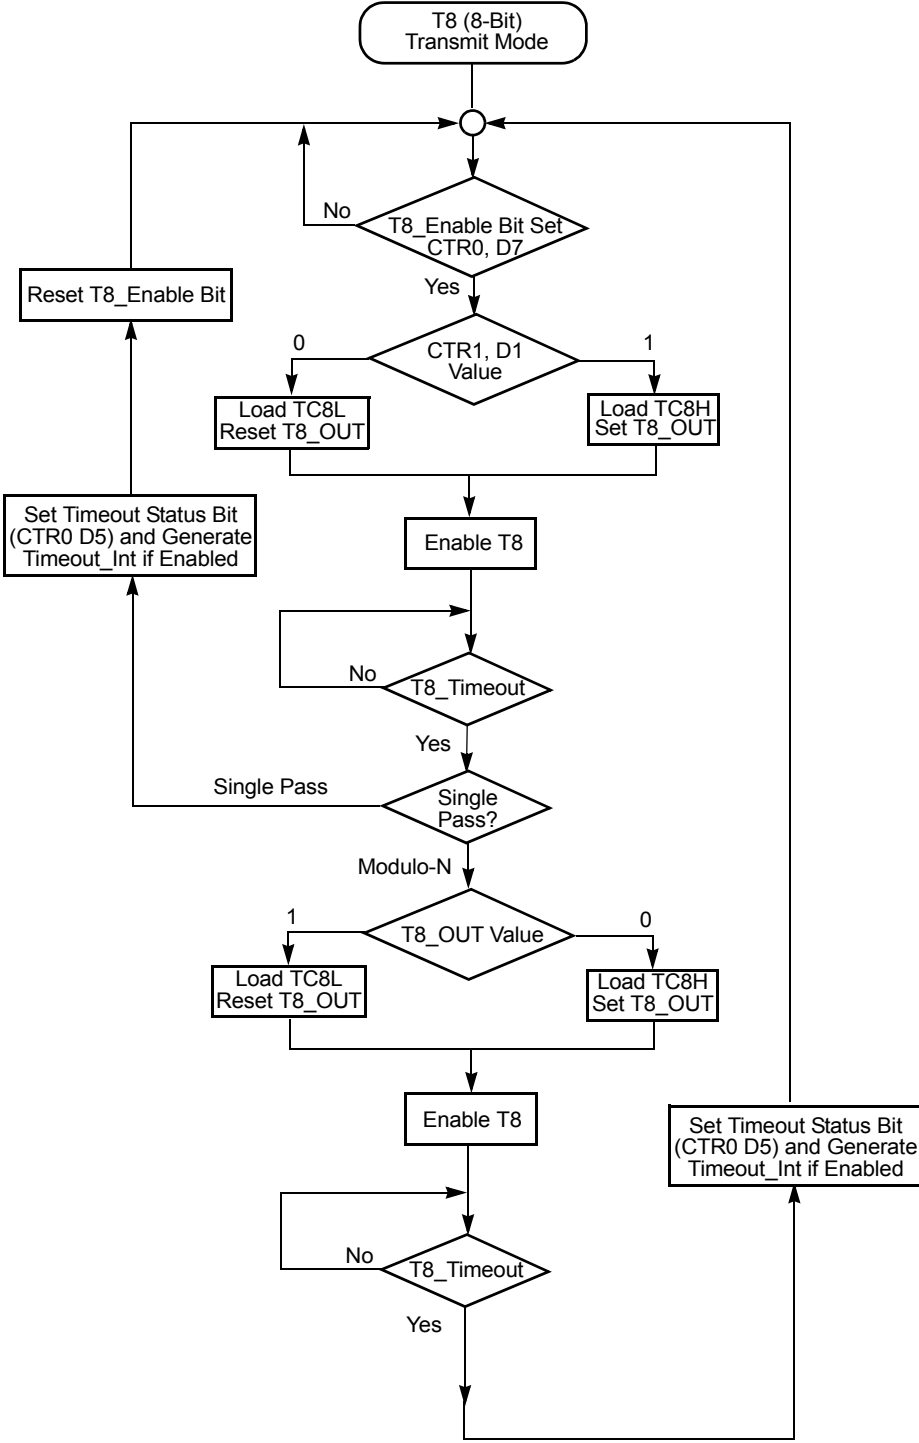 T8 (8-Bit)
Transmit Mode
No
T8_Enable Bit Set
CTR0, D7
Yes
Reset T8_Enable Bit
0
CTR1, D1
Value
1
Load TC8L
Reset T8_OUT
Load TC8H
Set T8_OUT
Set Timeout Status Bit
(CTR0 D5) and Generate
Timeout_Int if Enabled
Enable T8
No
T8_Timeout
Yes
Single Pass
Single
Pass?
Modulo-N
1
T8_OUT Value
0
Load TC8L
Reset T8_OUT
Load TC8H
Set T8_OUT
Enable T8
Set Timeout Status Bit
(CTR0 D5) and Generate
Timeout_Int if Enabled
No
T8_Timeout
Yes